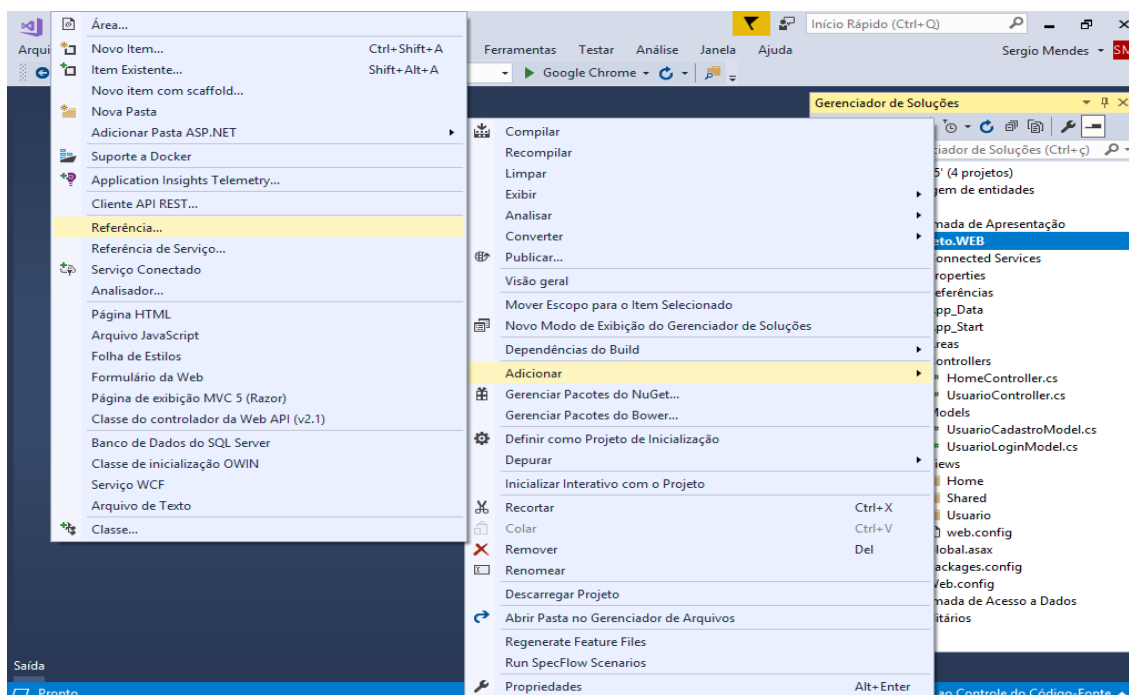 Início Rápido (Ctrl+Q)
Arqui
Ferramentas Testar Análise Janela Ajuda
Sergio Mendes
SM
Google Chrome
Área...
Novo Item... Ctrl+Shift+A
Item Existente... Shift+Alt+A
Novo item com scaffold...
Nova Pasta
Adicionar Pasta ASP.NET
Suporte a Docker
Application Insights Telemetry...
Cliente API REST...
Referência...
Referência de Serviço...
Serviço Conectado
Analisador...
Página HTML
Arquivo JavaScript
Folha de Estilos
Formulário da Web
Página de exibição MVC 5 (Razor)
Classe do controlador da Web API (v2.1)
Banco de Dados do SQL Server
Classe de inicialização OWIN
Serviço WCF
Arquivo de Texto
Classe...
Compilar
Recompilar
Limpar
Exibir
Analisar
Converter
Publicar...
Visão geral
Mover Escopo para o Item Selecionado
Novo Modo de Exibição do Gerenciador de Soluções
Dependências do Build
Adicionar
Gerenciar Pacotes do NuGet...
Gerenciar Pacotes do Bower...
Definir como Projeto de Inicialização
Depurar
Inicializar Interativo com o Projeto
Recortar Ctrl+X
Colar Ctrl+V
Remover Del
Renomear
Descarregar Projeto
Abrir Pasta no Gerenciador de Arquivos
Regenerate Feature Files
Run SpecFlow Scenarios
Propriedades Alt+Enter
Gerenciador de Soluções
ciador de Soluções (Ctrl+ç)
5' (4 projetos)
gem de entidades
mada de Apresentação
eto.WEB
onnected Services
roperties
eferências
pp_Data
pp_Start
reas
ontrollers
HomeController.cs
UsuarioController.cs
odels
UsuarioCadastroModel.cs
UsuarioLoginModel.cs
iews
Home
Shared
Usuario
web.config
lobal.asax
ackages.config
eb.config
mada de Acesso a Dados
itários
Saída
Pronto
ao Controle do Código-Fonte